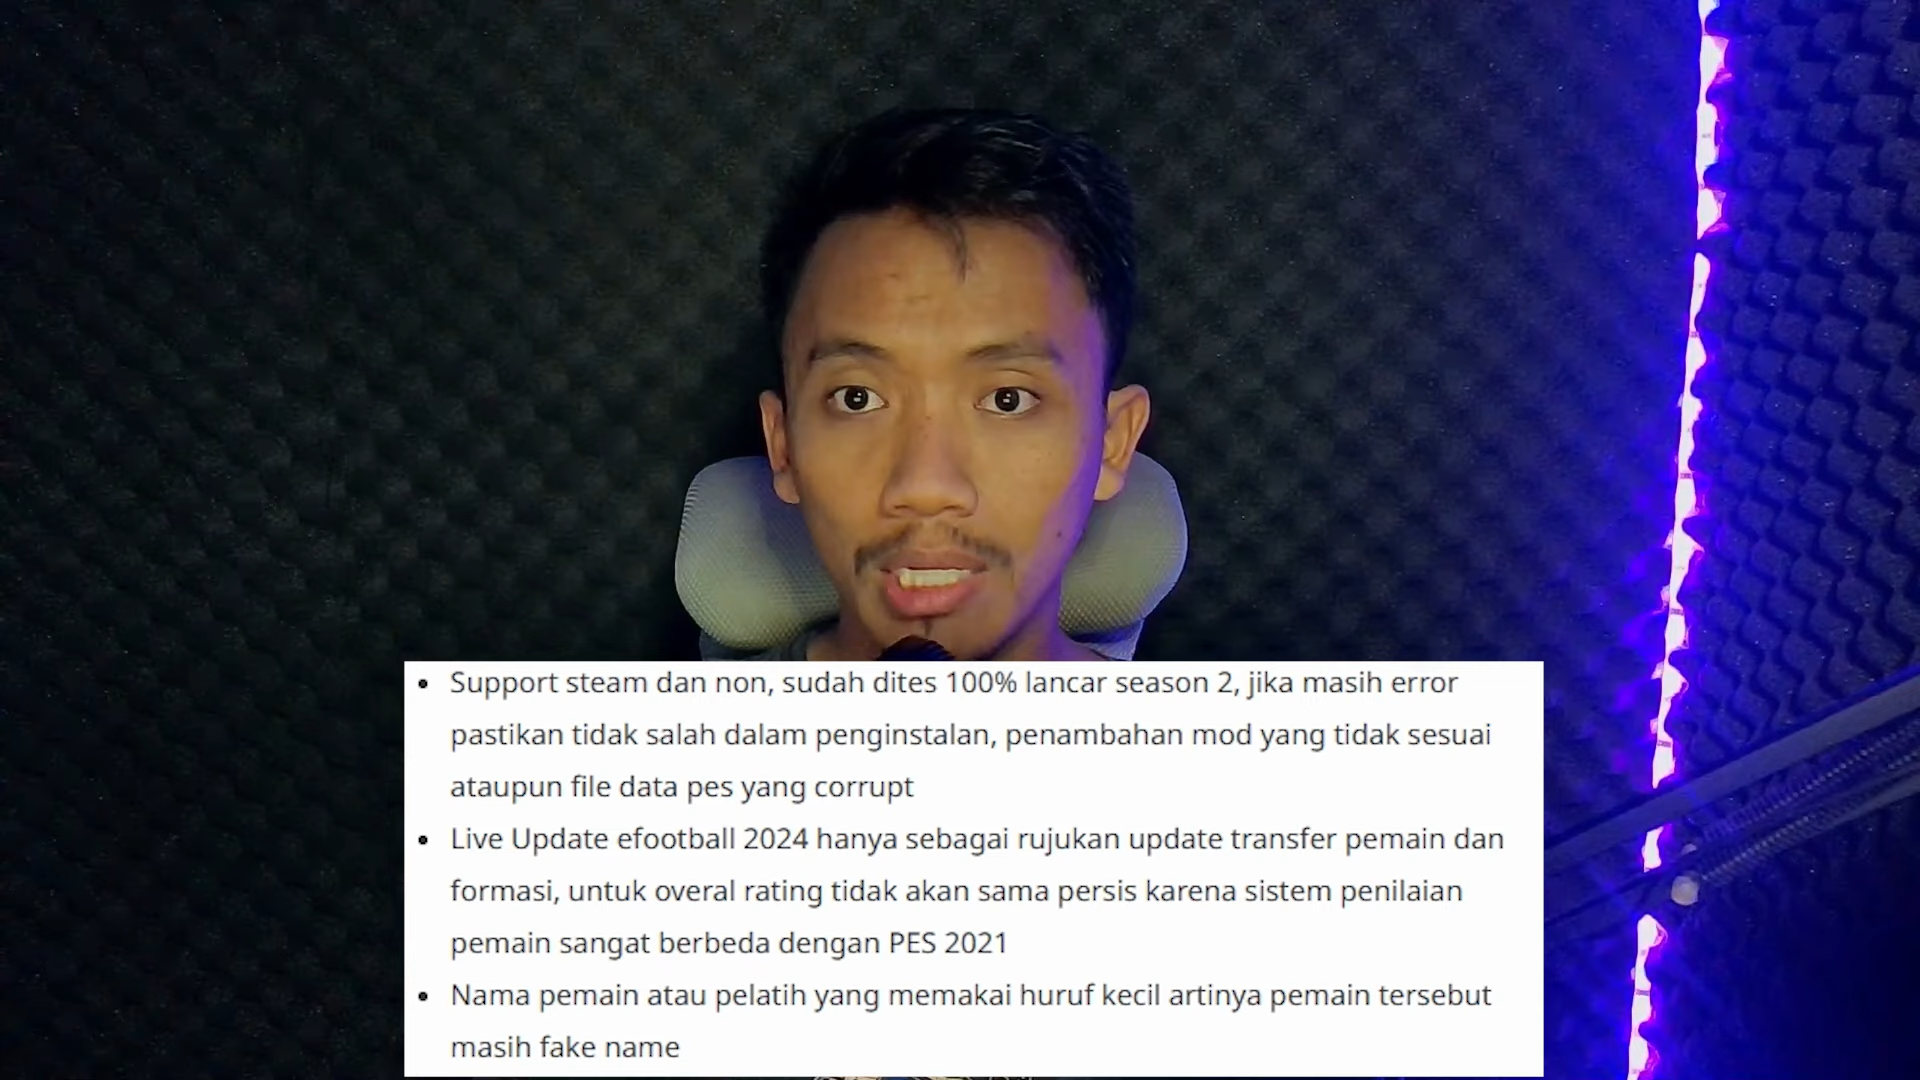 Support steam dan non, sudah dites 100% lancar season 2, jika masih error
pastikan tidak salah dalam penginstalan, penambahan mod yang tidak sesuai
ataupun file data pes yang corrupt
Live Update efootball 2024 hanya sebagai rujukan update transfer pemain dan
formasi, untuk overal rating tidak akan sama persis karena sistem penilaian
pemain sangat berbeda dengan PES 2021
Nama pemain atau pelatih yang memakai huruf kecil artinya pemain tersebut
masih fake name